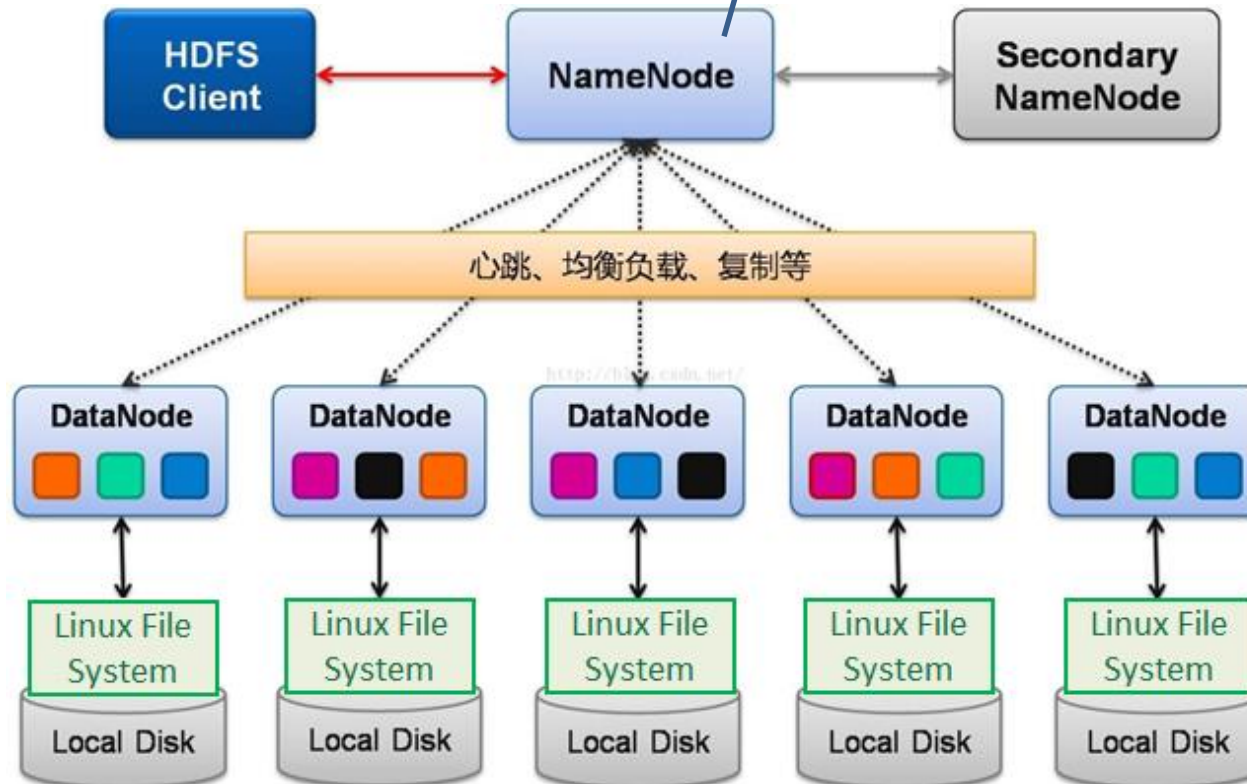 HDFS
Client
NameNode
Secondary
NameNode
心跳、均衡负载、复制等
DataNode
DataNode
DataNode
DataNode
DataNode
Linux File
System
Linux File
System
Linux File
System
Linux File
System
Linux File
System
Local Disk
Local Disk
Local Disk
Local Disk
Local Disk